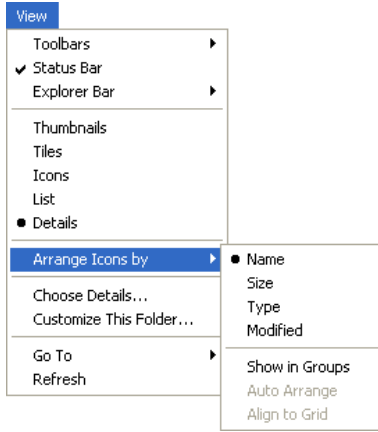 View
Toolbars
Status Bar
Explorer Bar
Thumbnails
Tiles
Icons
List
Details
Arrange Icons by
Choose Details...
Customize This Folder...
Go To
Refresh
Name
Size
Type
Modified
Show in Groups
Auto Arrange
Align to Grid